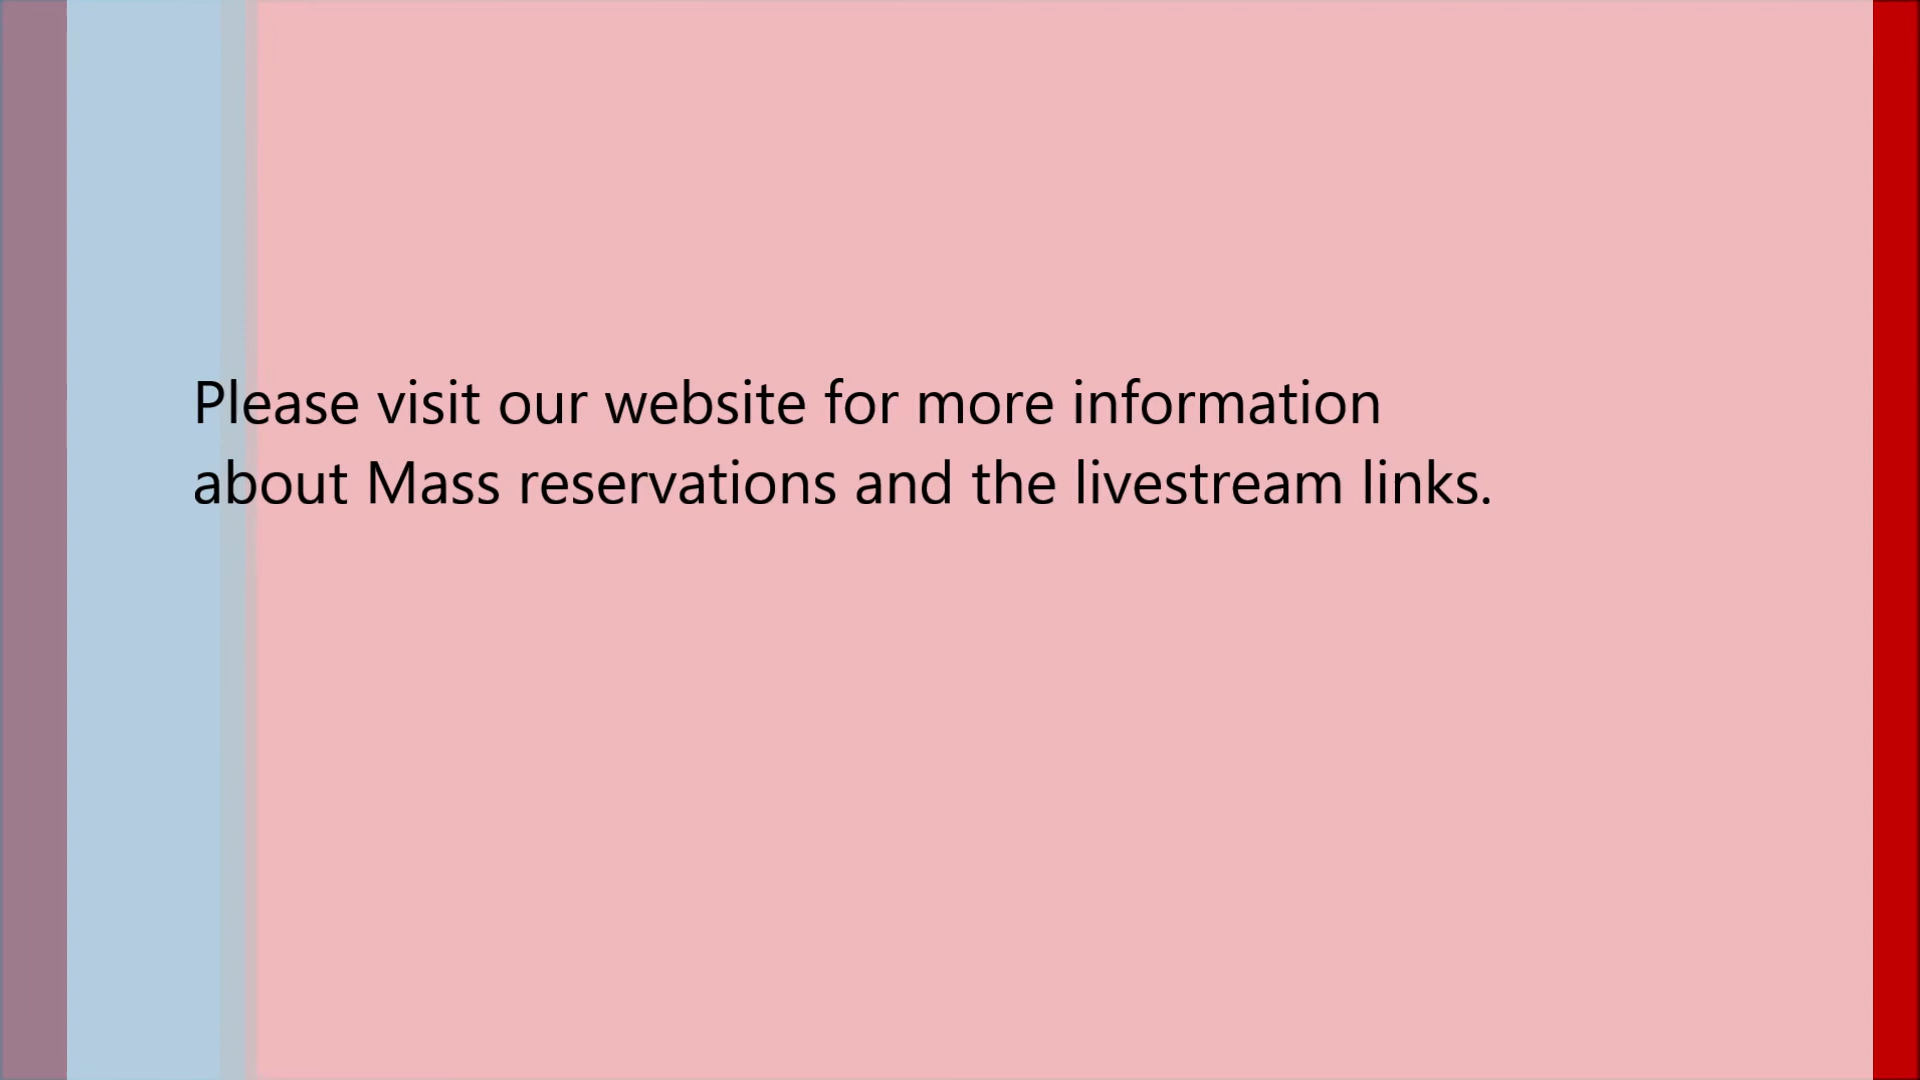 Please visit our website for more information
about Mass reservations and the livestream links.